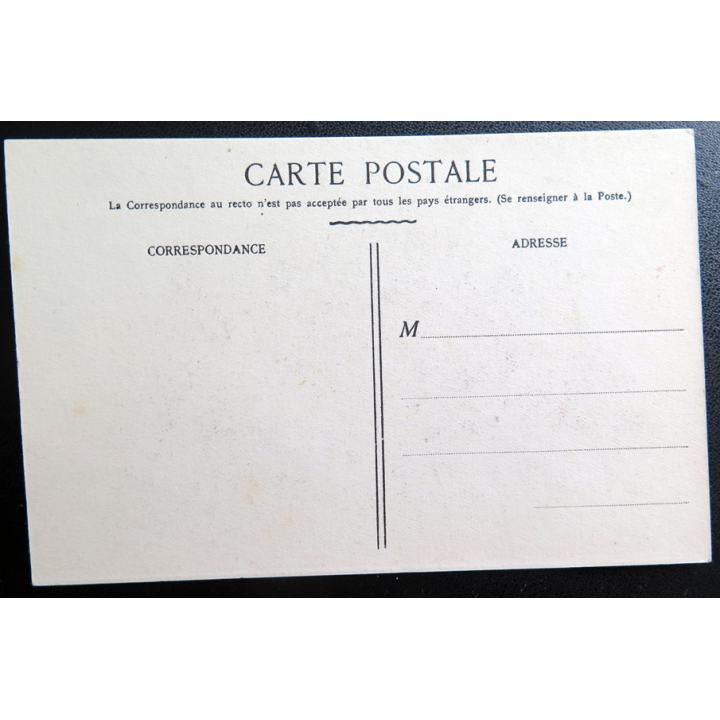 CARTE POSTALE
La Correspondance au recto n'est pas acceptée par tous les pays étrangers. (Se renseigner à la Poste.)
CORRESPONDANCE
ADRESSE
M